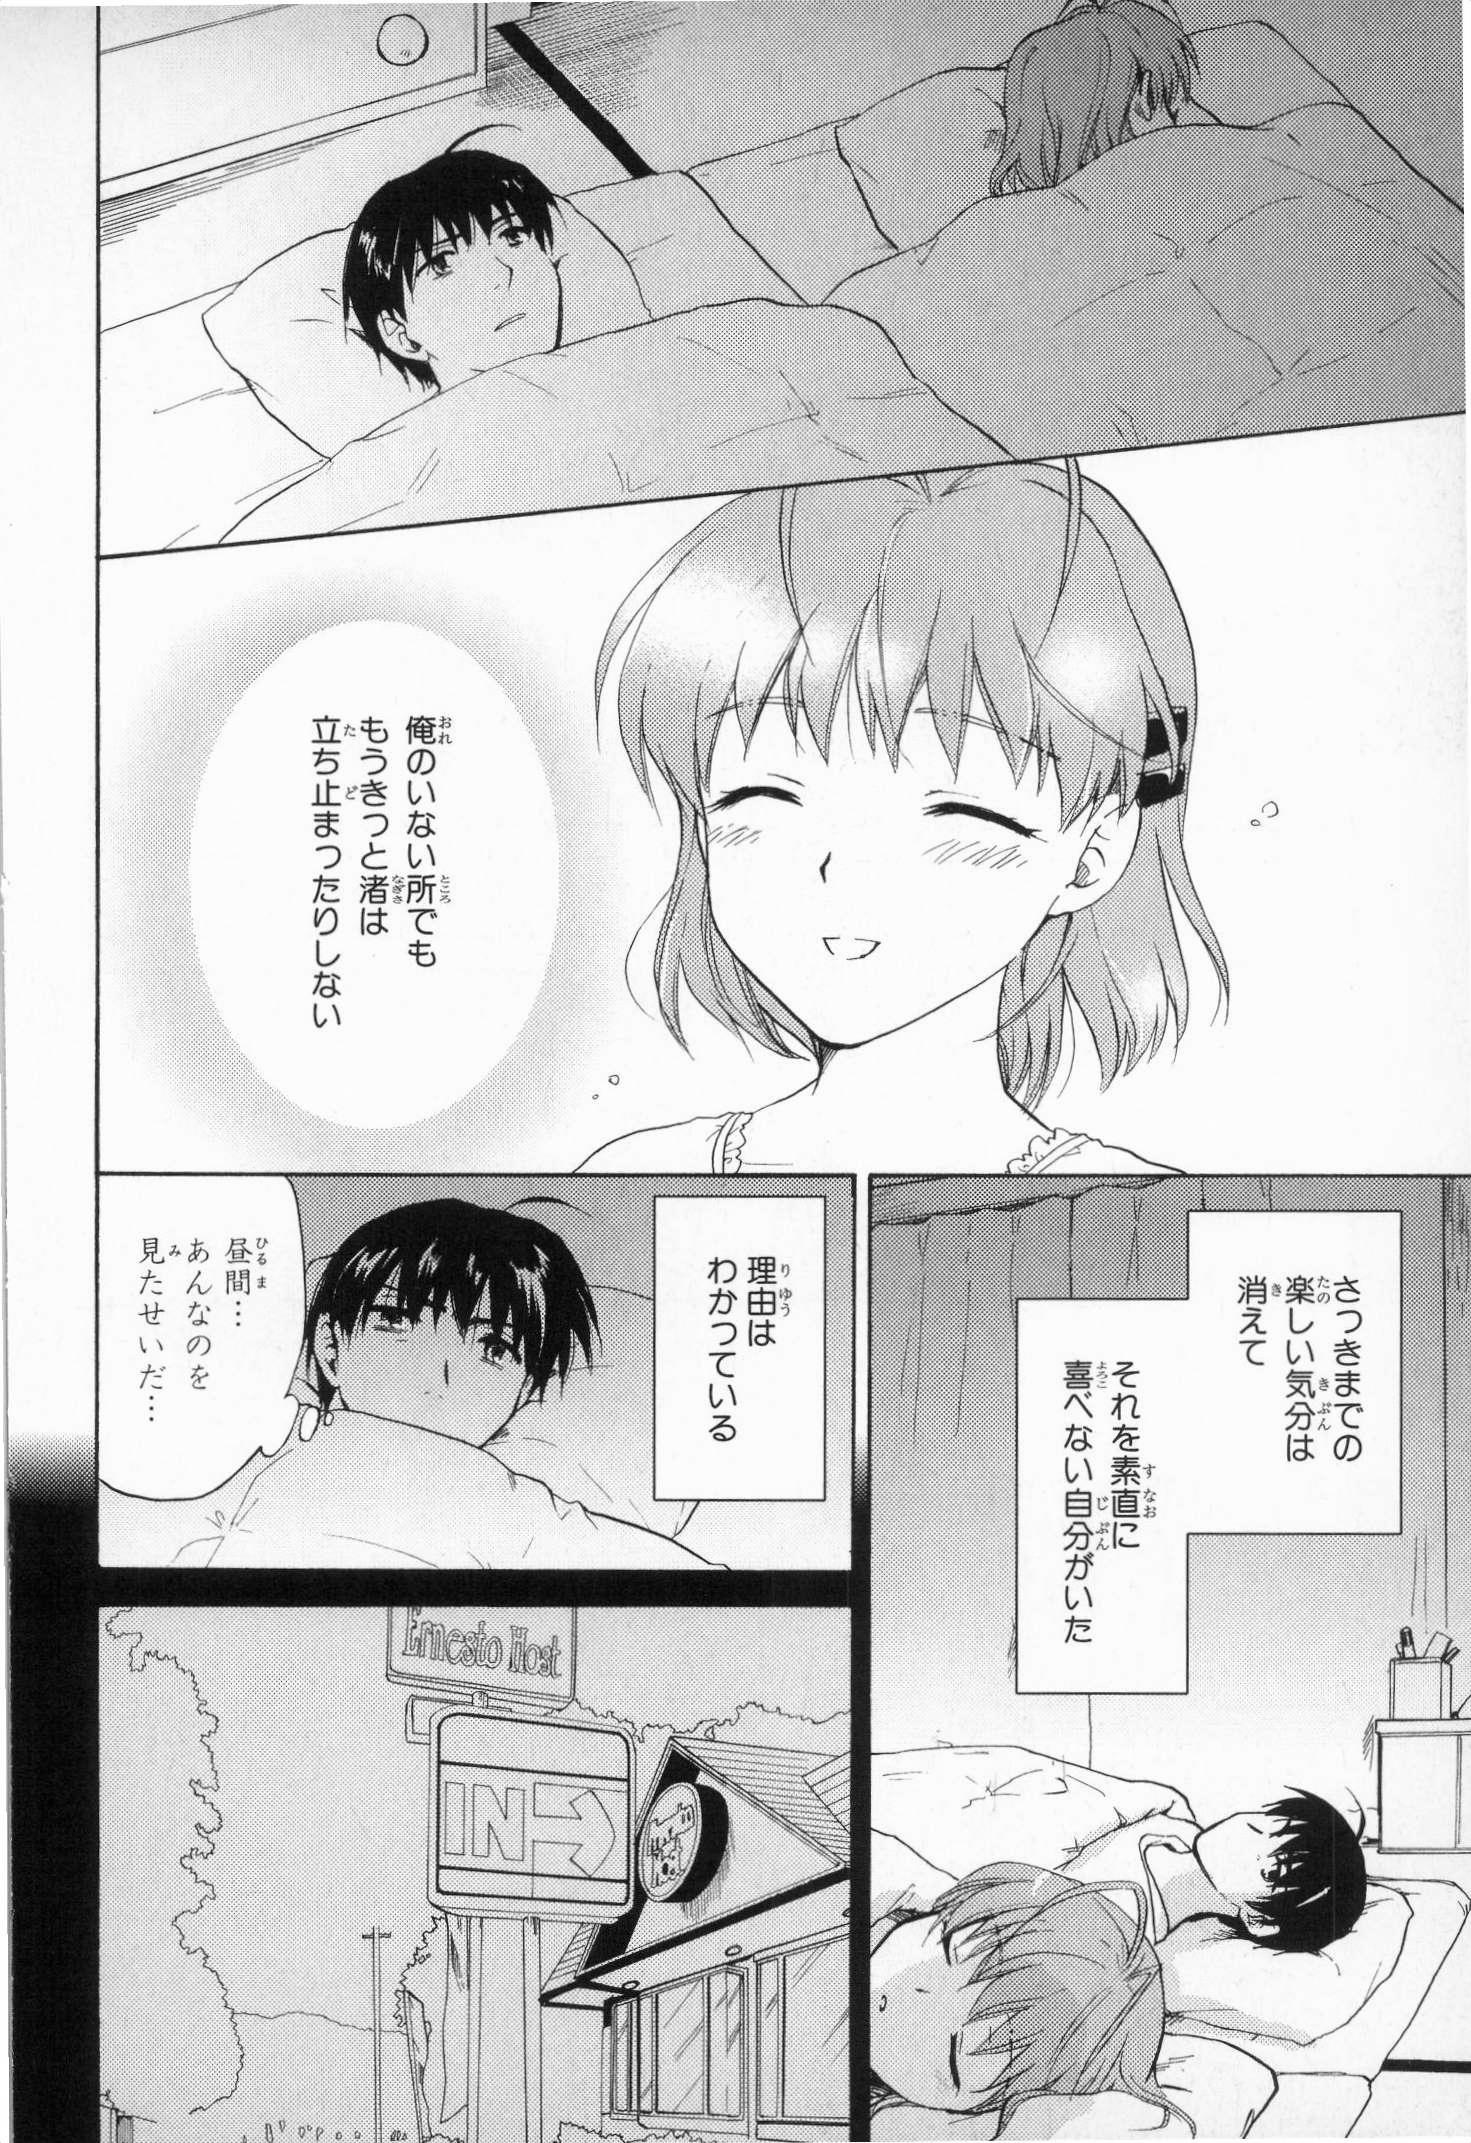 俺のいない所でも
もうきっと渚は
立ち止まったりしない
さっきまでの
楽しい気分は
消えて
それを素直に
喜べない自分がいた
理由は
わかっている
昼間…
あんなのを
見たせいだ…
Ernesto Host
IN